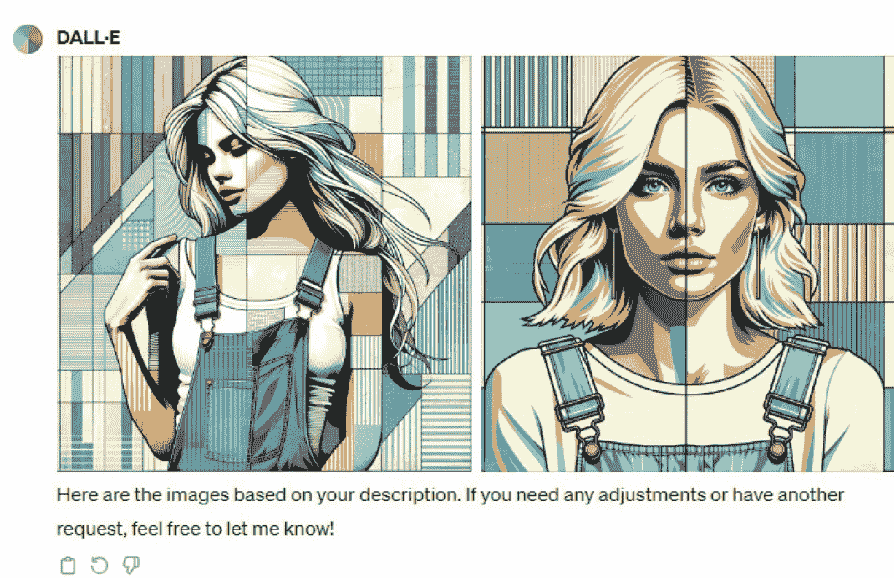 DALL·E
Here are the images based on your description. If you need any adjustments or have another
request, feel free to let me know!